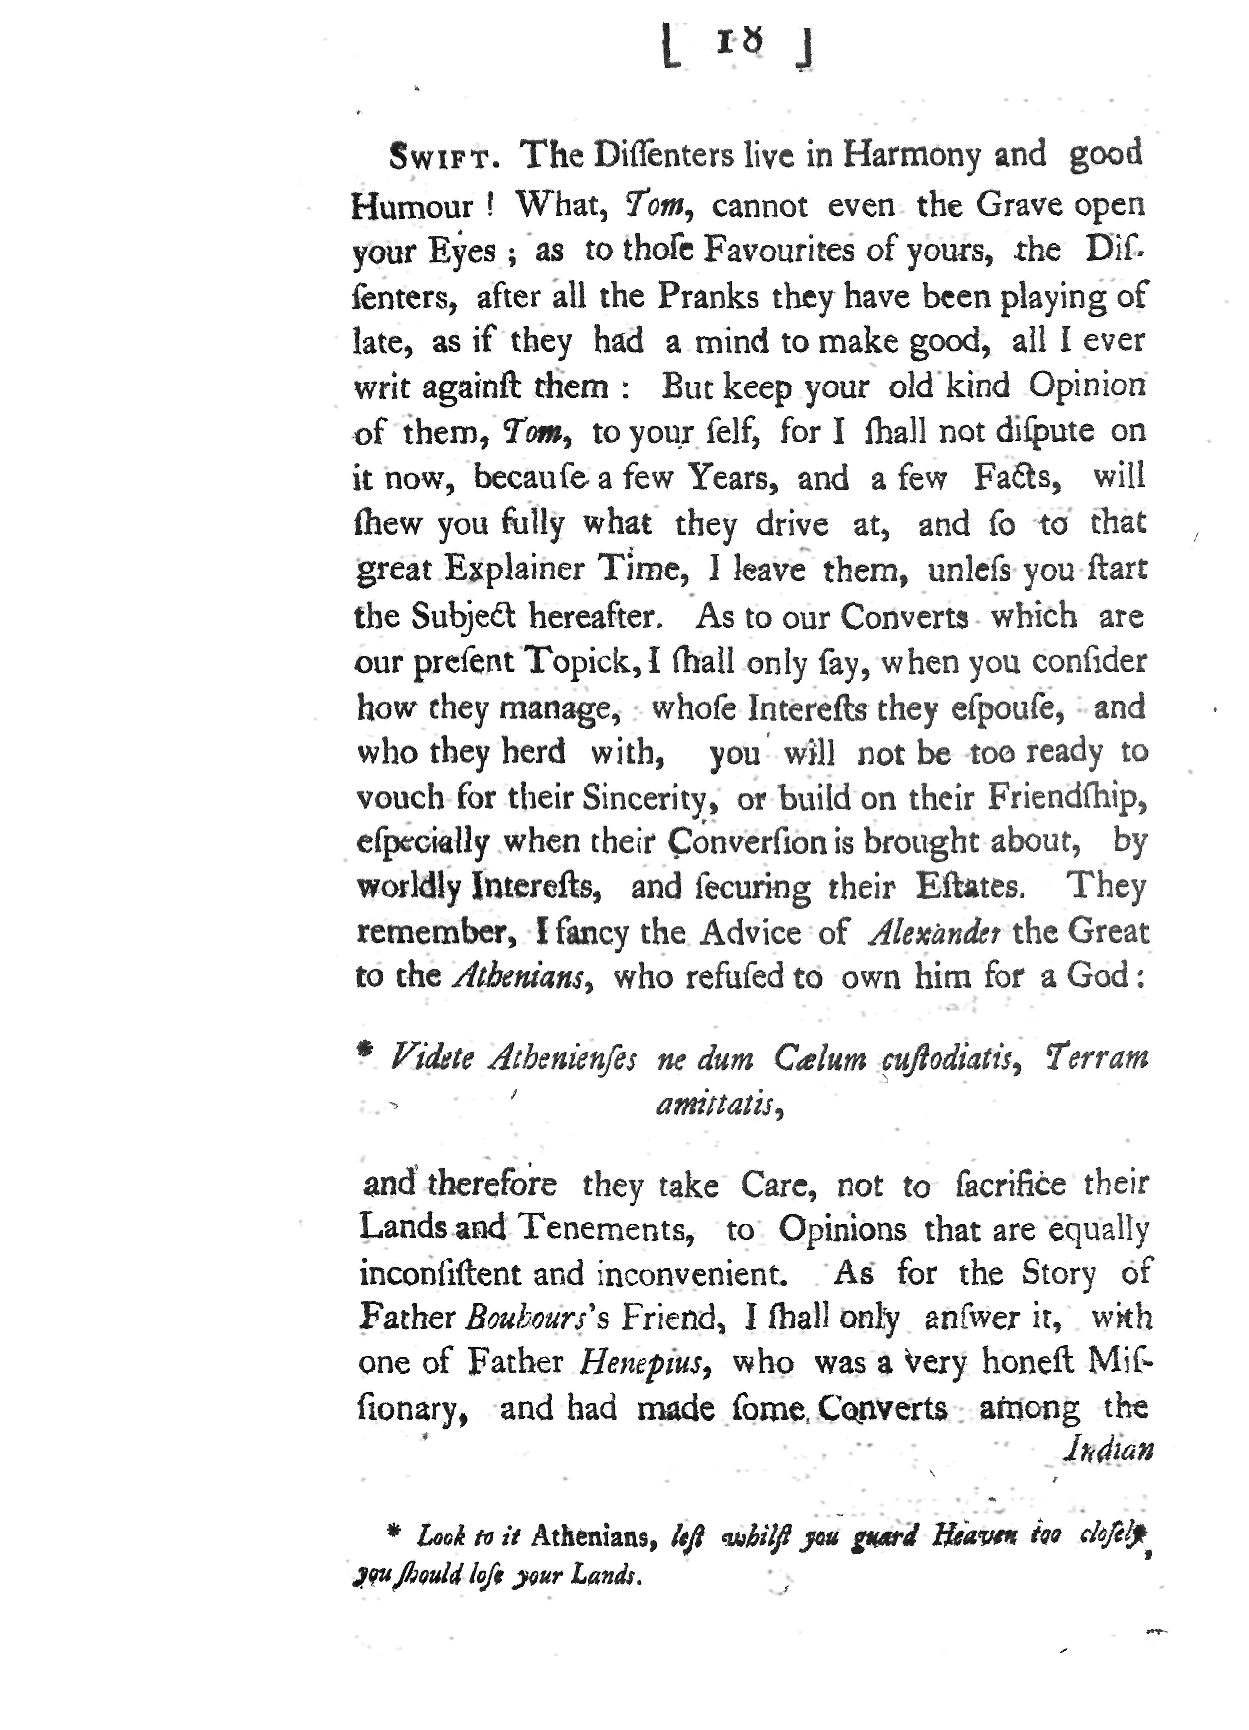 [ 18 ]
SWIFT. The Diſſenters live in Harmony and good
Humour ! What, Tom, cannot even the Grave open
your Eyes ; as to thoſe Favourites of yours, the Diſ-
ſenters, after all the Pranks they have been playing of
late, as if they had a mind to make good, all I ever
writ againſt them : But keep your old kind Opinion
of them, Tom, to your ſelf, for I ſhall not diſpute on
it now, becauſe a few Years, and a few Facts, will
ſhew you fully what they drive at, and ſo to that
great Explainer Time, I leave them, unleſs you ſtart
the Subject hereafter. As to our Converts which are
our preſent Topick, I ſhall only ſay, when you conſider
how they manage, whoſe Intereſts they eſpouſe, and
who they herd with, you will not be too ready to
vouch for their Sincerity, or build on their Friendſhip,
eſpecially when their Converſion is brought about, by
worldly Intereſts, and ſecuring their Eſtates. They
remember, I fancy the Advice of Alexander the Great
to the Athenians, who refuſed to own him for a God :
* Videte Athenienſes ne dum Cælum cuſtodiatis, Terram
amittatis,
and therefore they take Care, not to ſacrifice their
Lands and Tenements, to Opinions that are equally
inconſiſtent and inconvenient. As for the Story of
Father Bouhours's Friend, I ſhall only anſwer it, with
one of Father Henepius, who was a very honeſt Miſ-
ſionary, and had made ſome Converts among the
Indian
* Look to it Athenians, leſt whilſt you guard Heaven too cloſely,
you ſhould loſe your Lands.